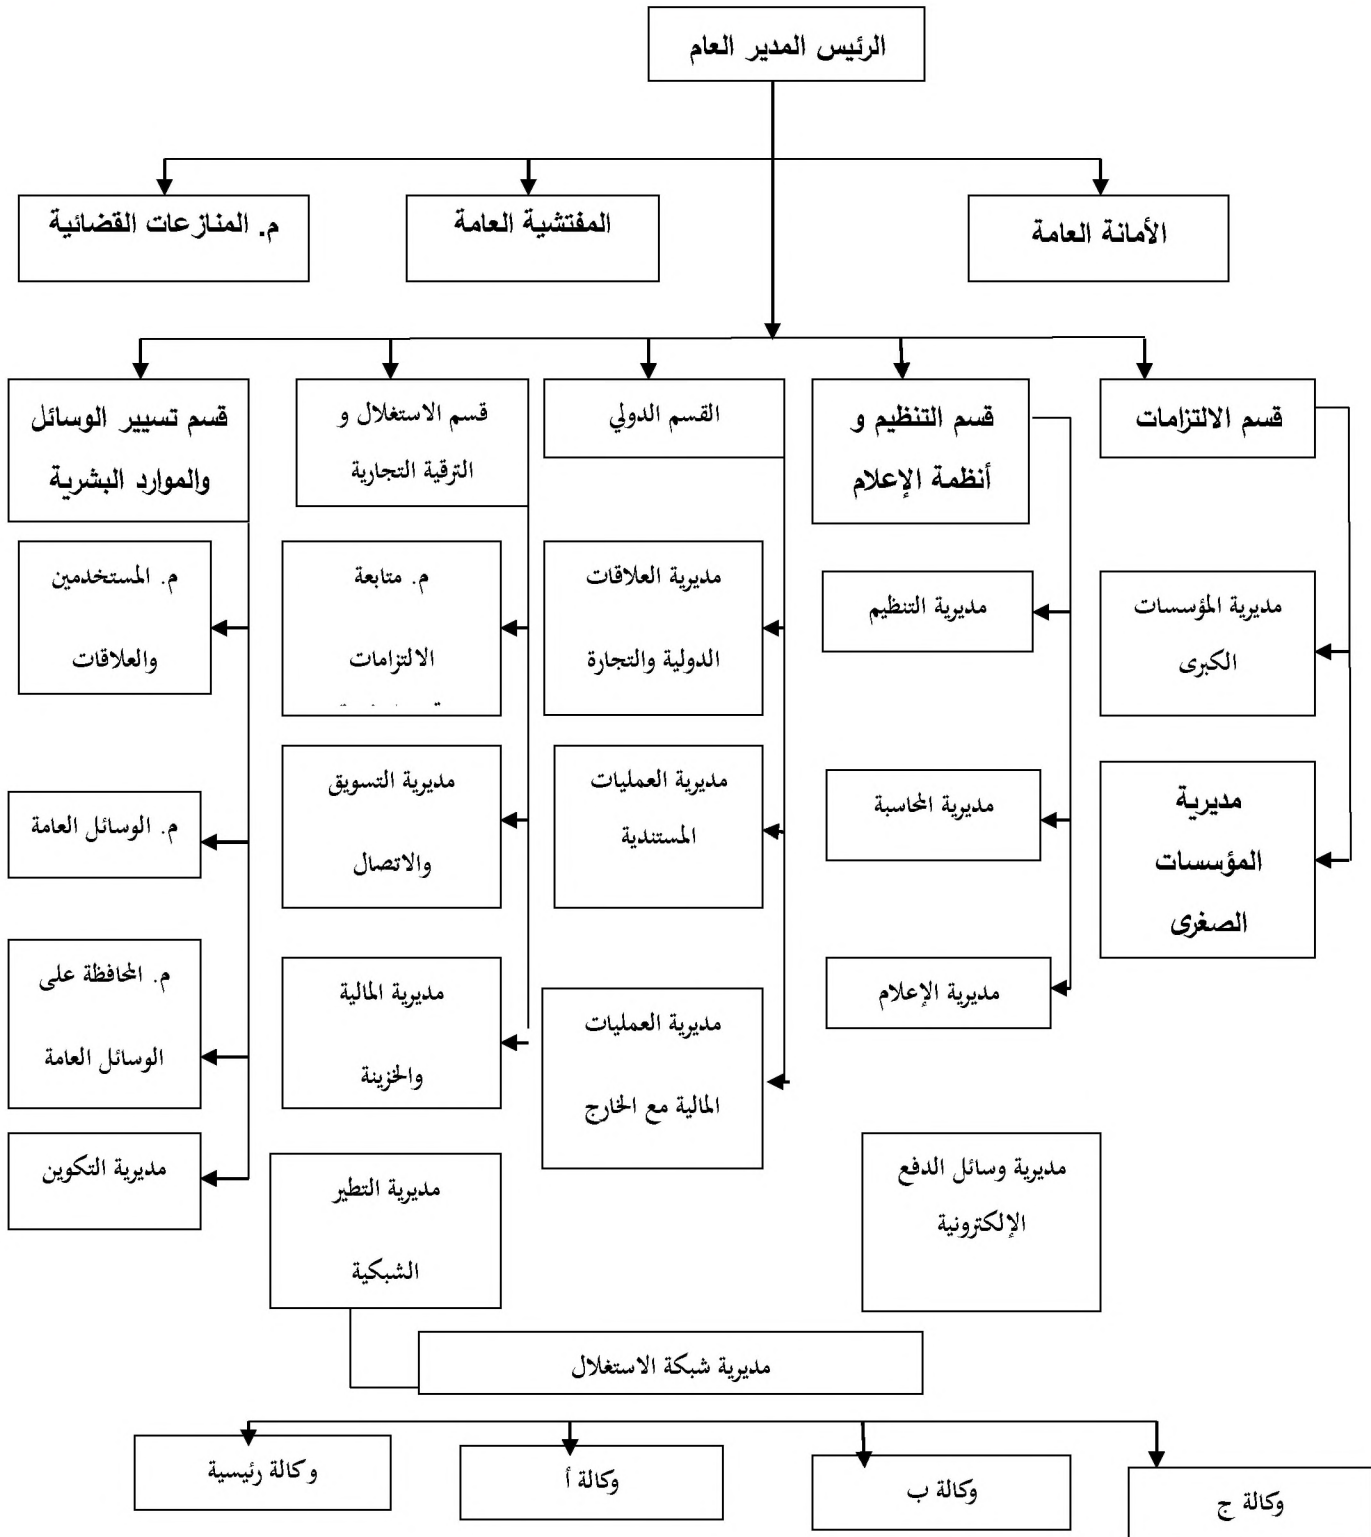 الرئيس المدير العام
الأمانة العامة
المفتشية العامة
م. المنازعات القضائية
قسم الالتزامات
قسم التنظيم و
أنظمة الإعلام
القسم الدولي
قسم الاستغلال و
الترقية التجارية
قسم تسيير الوسائل
والموارد البشرية
مديرية المؤسسات
الكبرى
مديرية
المؤسسات
الصغرى
مديرية التنظيم
مديرية المحاسبة
مديرية الإعلام
مديرية وسائل الدفع
الإلكترونية
مديرية العلاقات
الدولية والتجارة
مديرية العمليات
المستندية
مديرية العمليات
المالية مع الخارج
م. متابعة
الالتزامات
مديرية التسويق
والاتصال
مديرية المالية
والخزينة
مديرية التطير
الشبكية
م. المستخدمين
والعلاقات
م. الوسائل العامة
م. المحافظة على
الوسائل العامة
مديرية التكوين
مديرية شبكة الاستغلال
وكالة ج
وكالة ب
وكالة أ
وكالة رئيسية